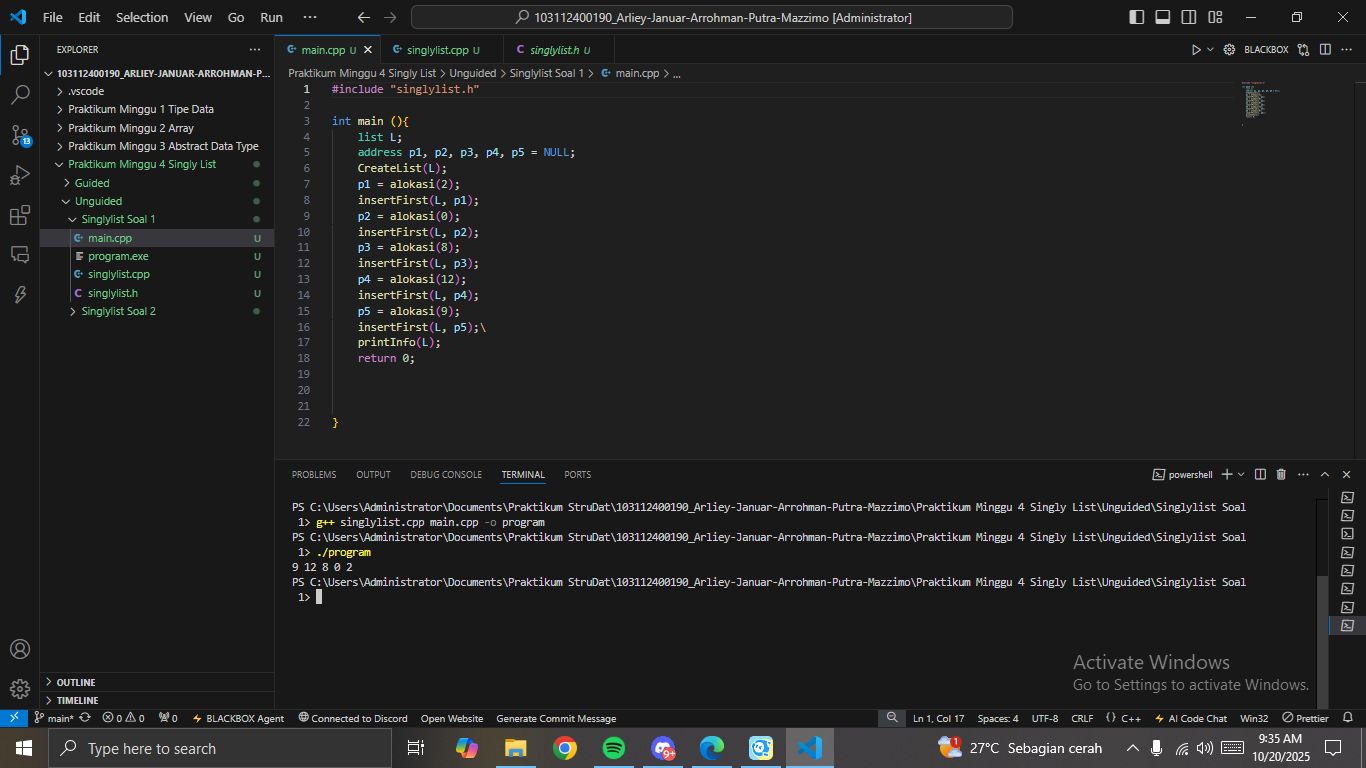 File Edit Selection View Go Run ··· 103112400190_Arliey-Januar-Arrohman-Putra-Mazzimo [Administrator]
EXPLORER ···
103112400190_ARLIEY-JANUAR-ARROHMAN-P...
.vscode
Praktikum Minggu 1 Tipe Data
Praktikum Minggu 2 Array
Praktikum Minggu 3 Abstract Data Type
Praktikum Minggu 4 Singly List
Guided
Unguided
Singlylist Soal 1
main.cpp U
program.exe U
singlylist.cpp U
singlylist.h U
Singlylist Soal 2
OUTLINE
TIMELINE
13
main.cpp U singlylist.cpp U singlylist.h U BLACKBOX ···
Praktikum Minggu 4 Singly List > Unguided > Singlylist Soal 1 > main.cpp > ...
1 #include "singlylist.h"
2
3 int main (){
4 list L;
5 address p1, p2, p3, p4, p5 = NULL;
6 CreateList(L);
7 p1 = alokasi(2);
8 insertFirst(L, p1);
9 p2 = alokasi(0);
10 insertFirst(L, p2);
11 p3 = alokasi(8);
12 insertFirst(L, p3);
13 p4 = alokasi(12);
14 insertFirst(L, p4);
15 p5 = alokasi(9);
16 insertFirst(L, p5);\
17 printInfo(L);
18 return 0;
19
20
21
22 }
PROBLEMS OUTPUT DEBUG CONSOLE TERMINAL PORTS powershell ···
PS C:\Users\Administrator\Documents\Praktikum StruDat\103112400190_Arliey-Januar-Arrohman-Putra-Mazzimo\Praktikum Minggu 4 Singly List\Unguided\Singlylist Soal
1> g++ singlylist.cpp main.cpp -o program
PS C:\Users\Administrator\Documents\Praktikum StruDat\103112400190_Arliey-Januar-Arrohman-Putra-Mazzimo\Praktikum Minggu 4 Singly List\Unguided\Singlylist Soal
1> ./program
9 12 8 0 2
PS C:\Users\Administrator\Documents\Praktikum StruDat\103112400190_Arliey-Januar-Arrohman-Putra-Mazzimo\Praktikum Minggu 4 Singly List\Unguided\Singlylist Soal
1>
Activate Windows
Go to Settings to activate Windows.
main* 0 0 0 BLACKBOX Agent Connected to Discord Open Website Generate Commit Message Ln 1, Col 17 Spaces: 4 UTF-8 CRLF {} C++ AI Code Chat Win32 Prettier
Type here to search 9+ 1 27°C Sebagian cerah 9:35 AM
10/20/2025